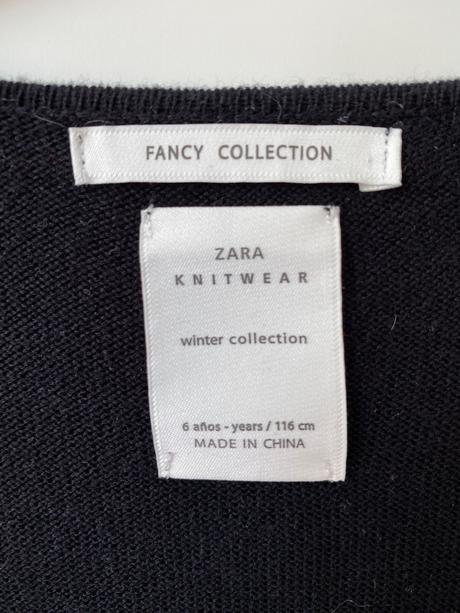 FANCY COLLECTION
ZARA
KNITWEAR
winter collection
6 años - years / 116 cm
MADE IN CHINA